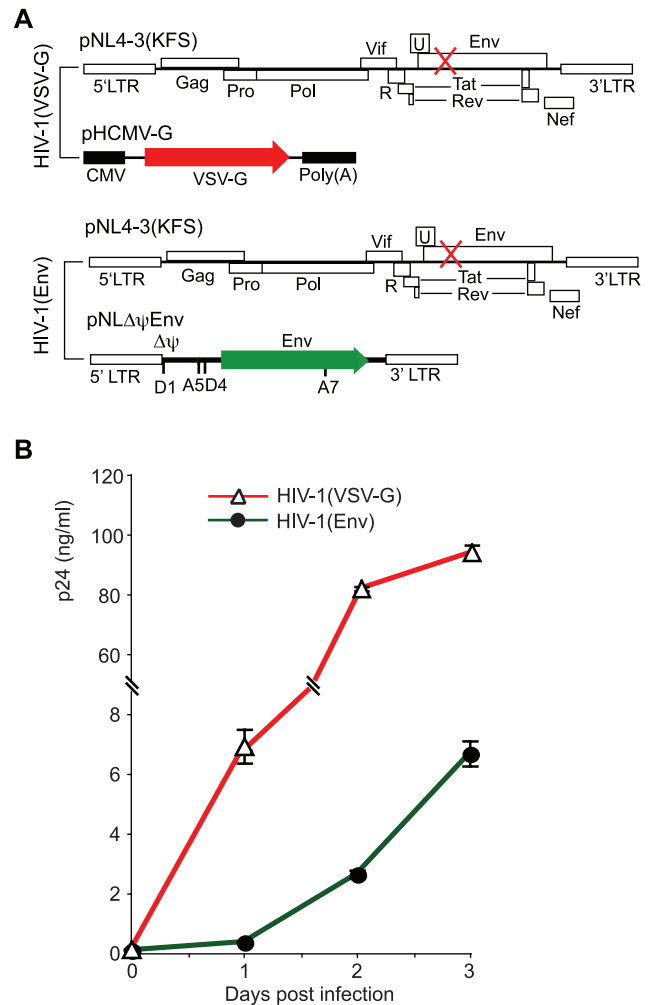 A
pNL4-3(KFS)
U
Env
Vif
5'LTR
Gag
Pro
Pol
R
Tat
Rev
Nef
3'LTR
HIV-1(VSV-G)
pHCMV-G
CMV
VSV-G
Poly(A)
pNL4-3(KFS)
U
Env
Vif
5'LTR
Gag
Pro
Pol
R
Tat
Rev
Nef
3'LTR
HIV-1(Env)
pNLΔψEnv
Δψ
Env
5' LTR
D1
A5
D4
A7
3' LTR
B
120
100
80
60
8
6
4
2
0
p24 (ng/ml)
HIV-1(VSV-G)
HIV-1(Env)
0 1 2 3
Days post infection